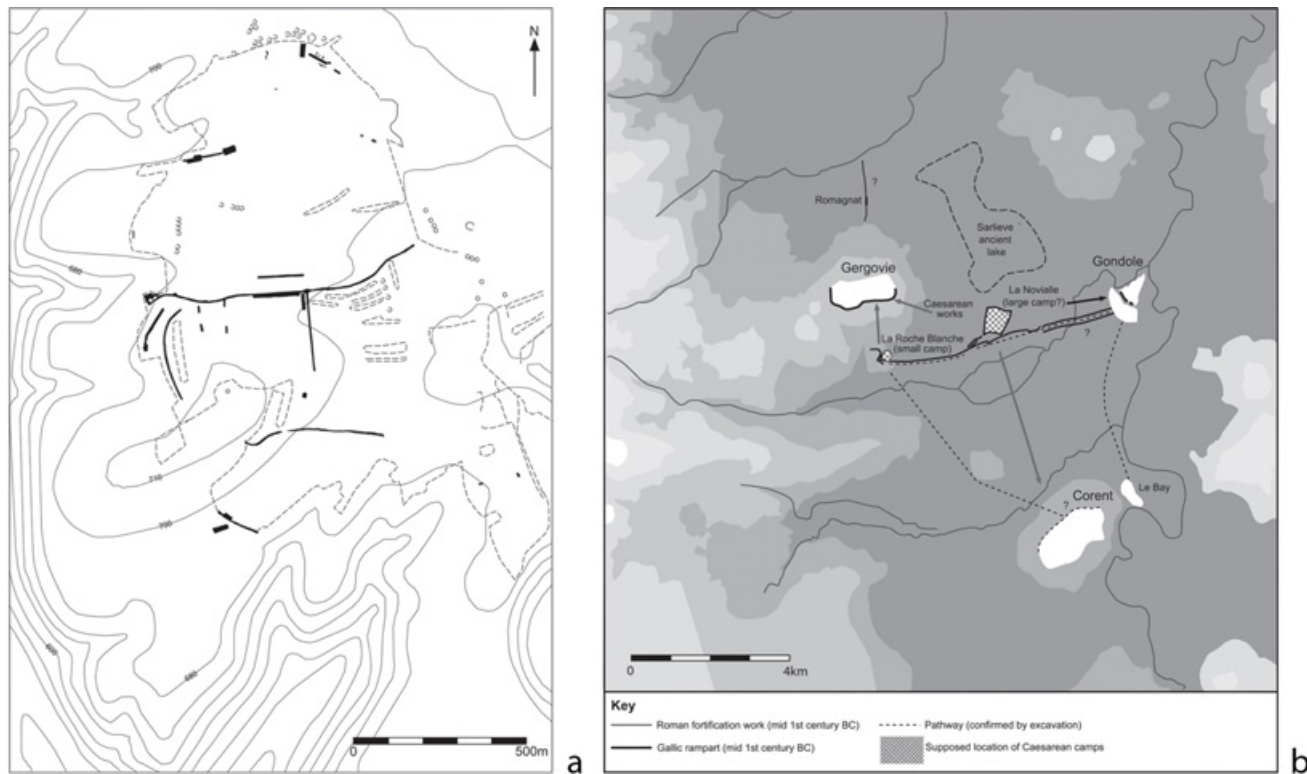 N
700
680
710
700
600
680
0
500m
a
Romagnat
?
Sarlieve
ancient
lake
Gergovie
Gondole
La Novialle
(large camp?)
Caesarean
works
La Roche Blanche
(small camp)
?
Le Bay
Corent
?
0
4km
Key
Roman fortification work (mid 1st century BC)
Pathway (confirmed by excavation)
Gallic rampart (mid 1st century BC)
Supposed location of Caesarean camps
b